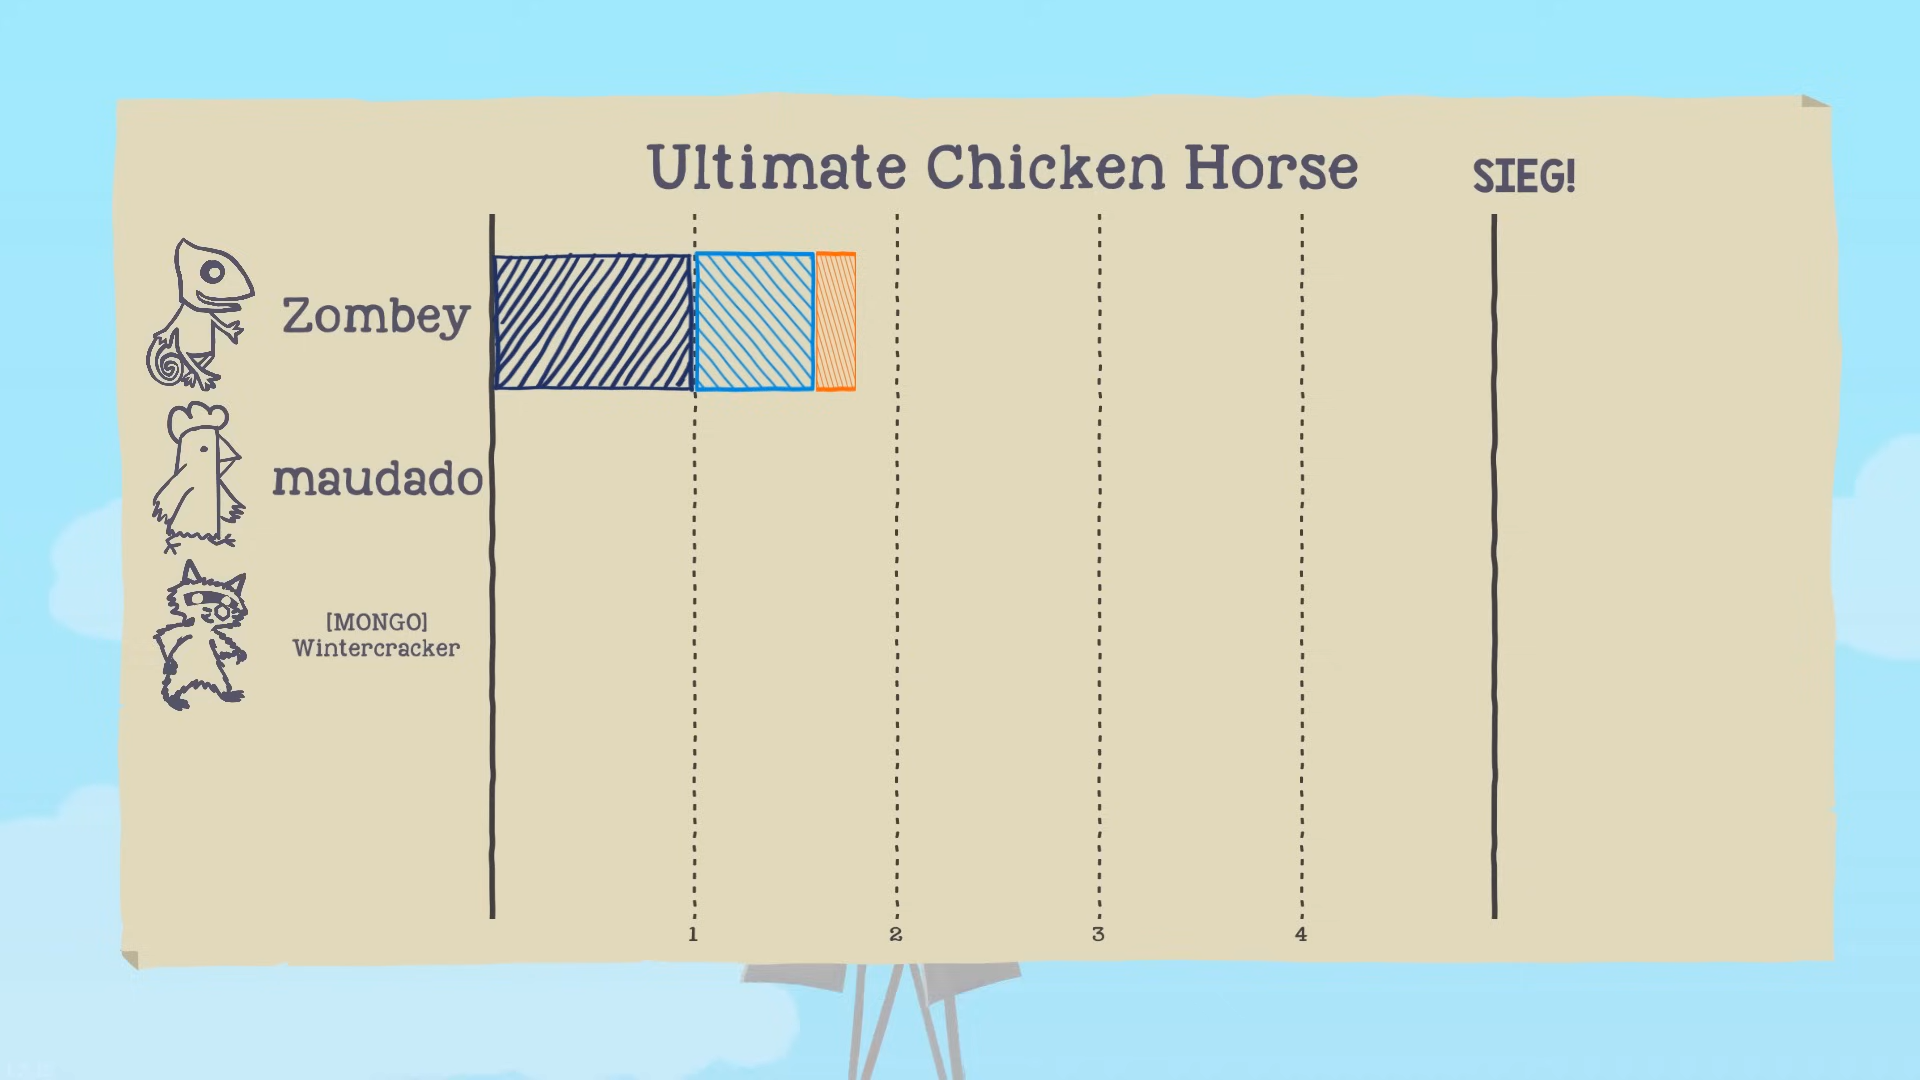 Ultimate Chicken Horse
SIEG!
Zombey
maudado
[MONGO]
Wintercracker
1 2 3 4